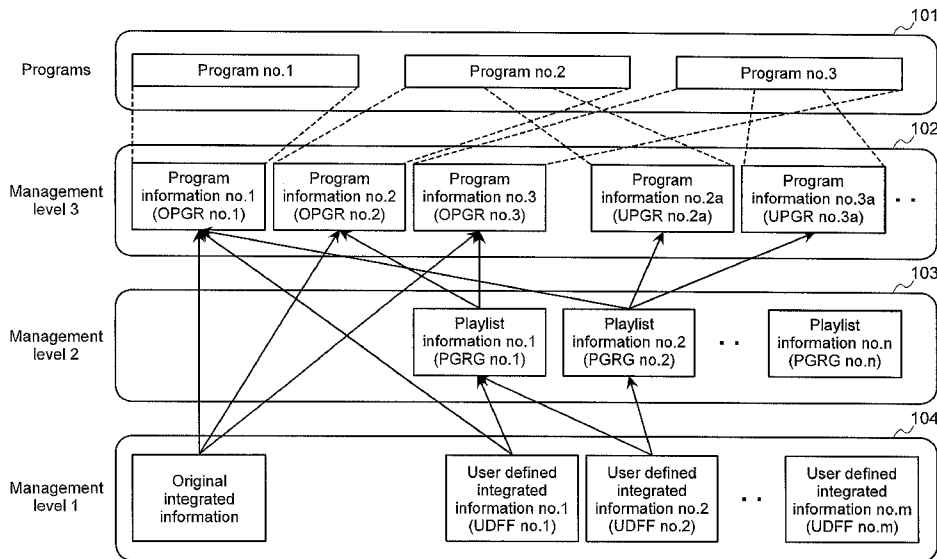 101
Programs
Program no.1
Program no.2
Program no.3
102
Management
level 3
Program
information no.1
(OPGR no.1)
Program
information no.2
(OPGR no.2)
Program
information no.3
(OPGR no.3)
Program
information no.2a
(UPGR no.2a)
Program
information no.3a
(UPGR no.3a)
. .
103
Management
level 2
Playlist
information no.1
(PGRG no.1)
Playlist
information no.2
(PGRG no.2)
. .
Playlist
information no.n
(PGRG no.n)
104
Management
level 1
Original
integrated
information
User defined
integrated
information no.1
(UDFF no.1)
User defined
integrated
information no.2
(UDFF no.2)
. .
User defined
integrated
information no.m
(UDFF no.m)